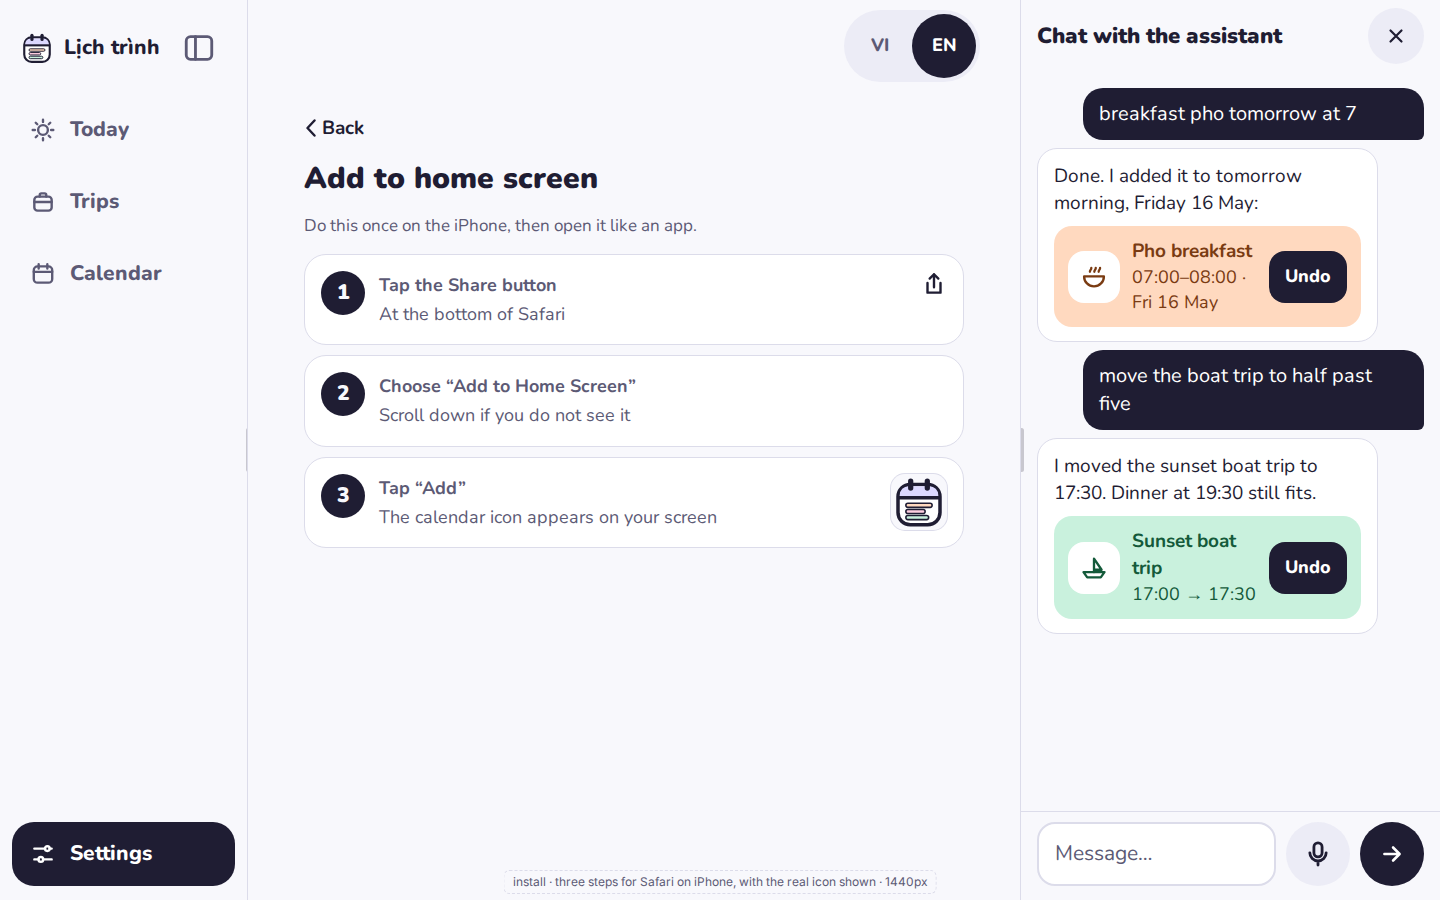 Lịch trình
Today
Trips
Calendar
Settings
VI
EN
Back
Add to home screen
Do this once on the iPhone, then open it like an app.
1
Tap the Share button
At the bottom of Safari
2
Choose “Add to Home Screen”
Scroll down if you do not see it
3
Tap “Add”
The calendar icon appears on your screen
install · three steps for Safari on iPhone, with the real icon shown · 1440px
Chat with the assistant
breakfast pho tomorrow at 7
Done. I added it to tomorrow
morning, Friday 16 May:
Pho breakfast
07:00–08:00 ·
Fri 16 May
Undo
move the boat trip to half past
five
I moved the sunset boat trip to
17:30. Dinner at 19:30 still fits.
Sunset boat
trip
17:00 → 17:30
Undo
Message...